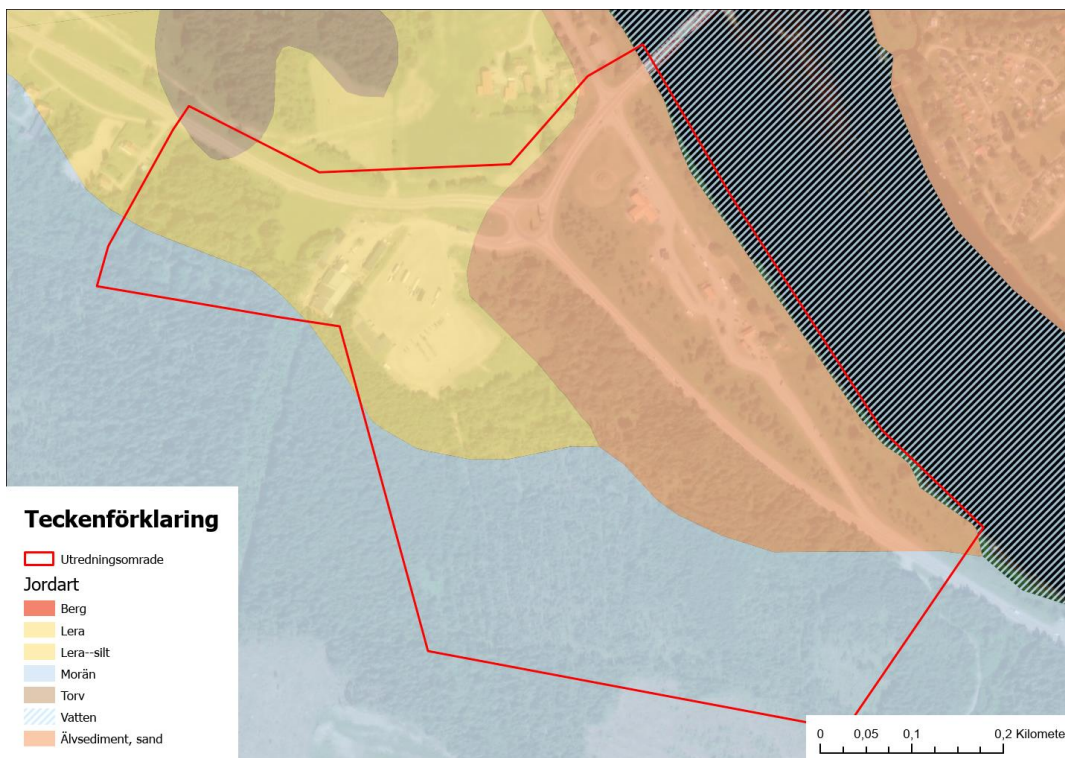 Teckenförklaring
Utredningsomrade
Jordart
Berg
Lera
Lera--silt
Morän
Torv
Vatten
Älvsediment, sand
0 0,05 0,1 0,2 Kilomete